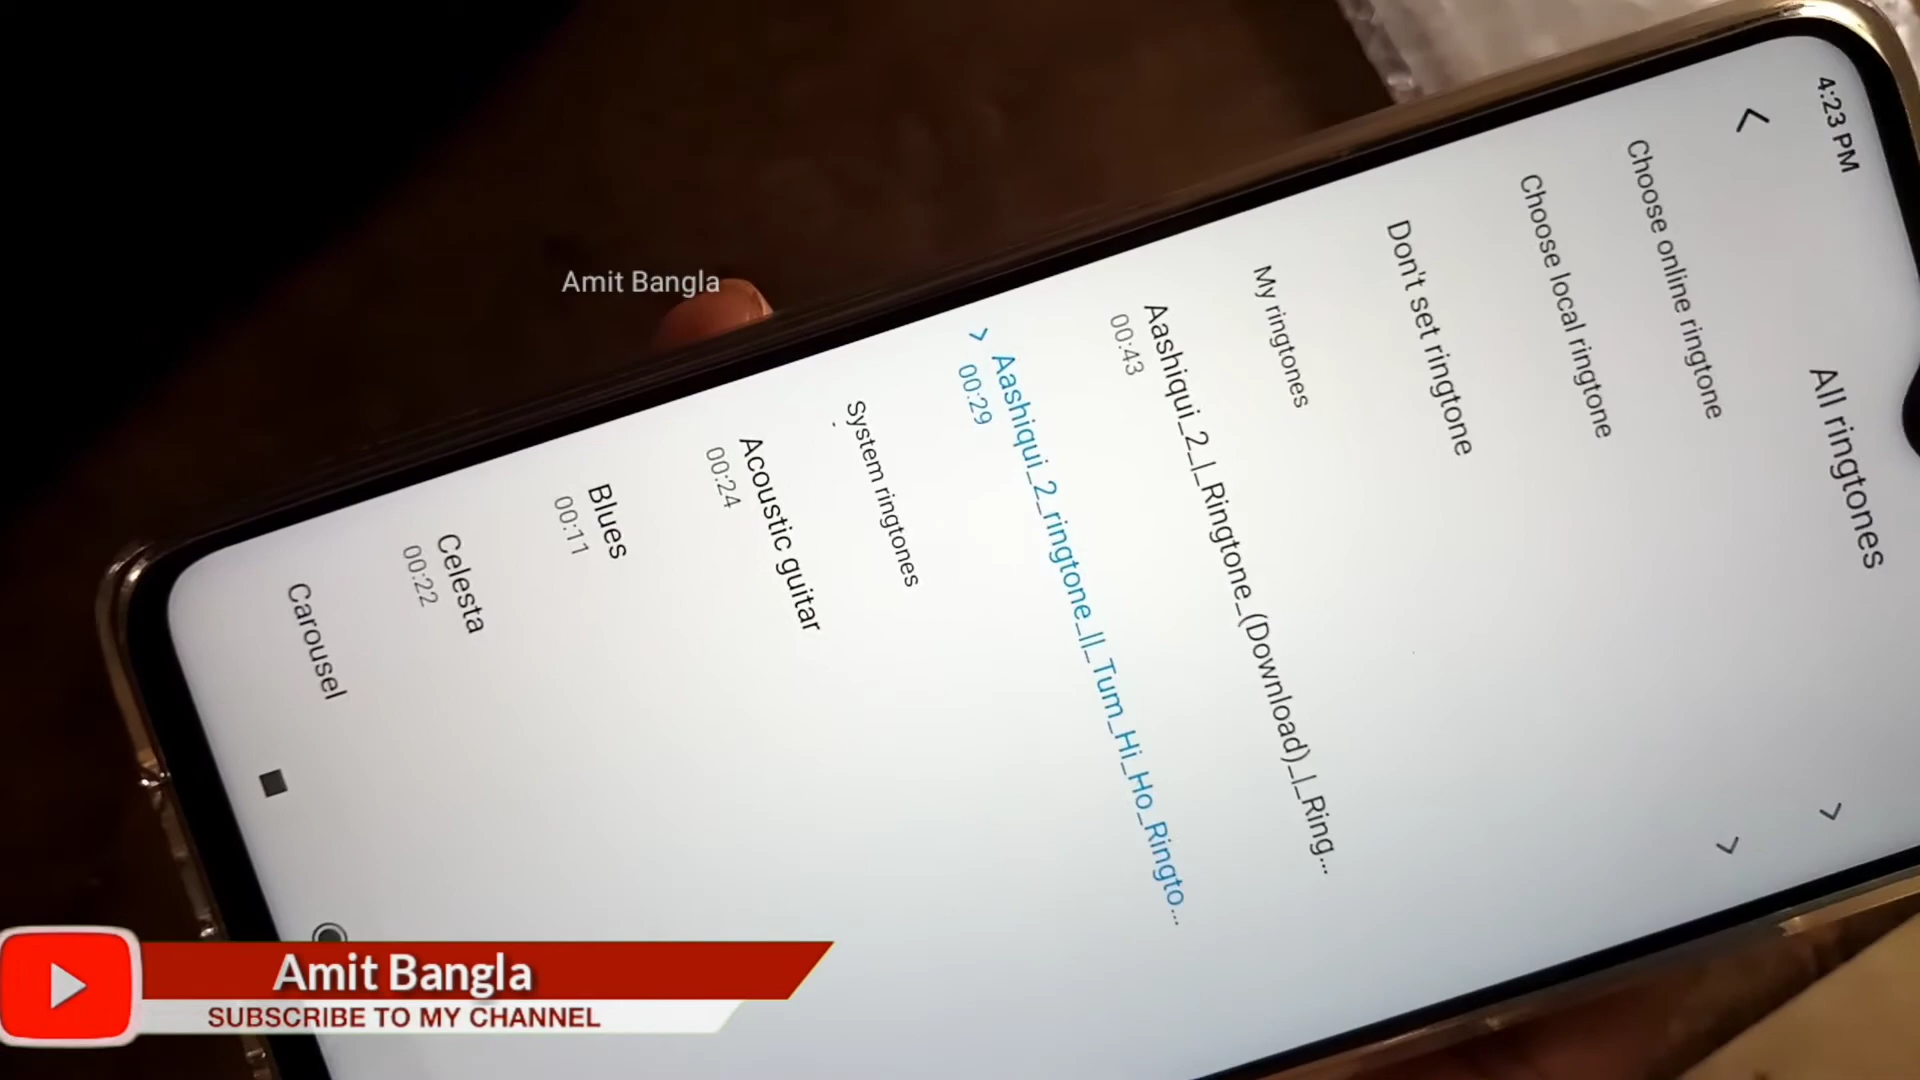 4:23 PM
All ringtones
Choose online ringtone
Choose local ringtone
Don't set ringtone
My ringtones
Aashiqui_2_|_Ringtone_(Download)_|_Ring...
00:43
Aashiqui_2_ringtone_||_Tum_Hi_Ho_Ringto...
00:29
System ringtones
Acoustic guitar
00:24
Blues
00:11
Celesta
00:22
Carousel
Amit Bangla
Amit Bangla
SUBSCRIBE TO MY CHANNEL